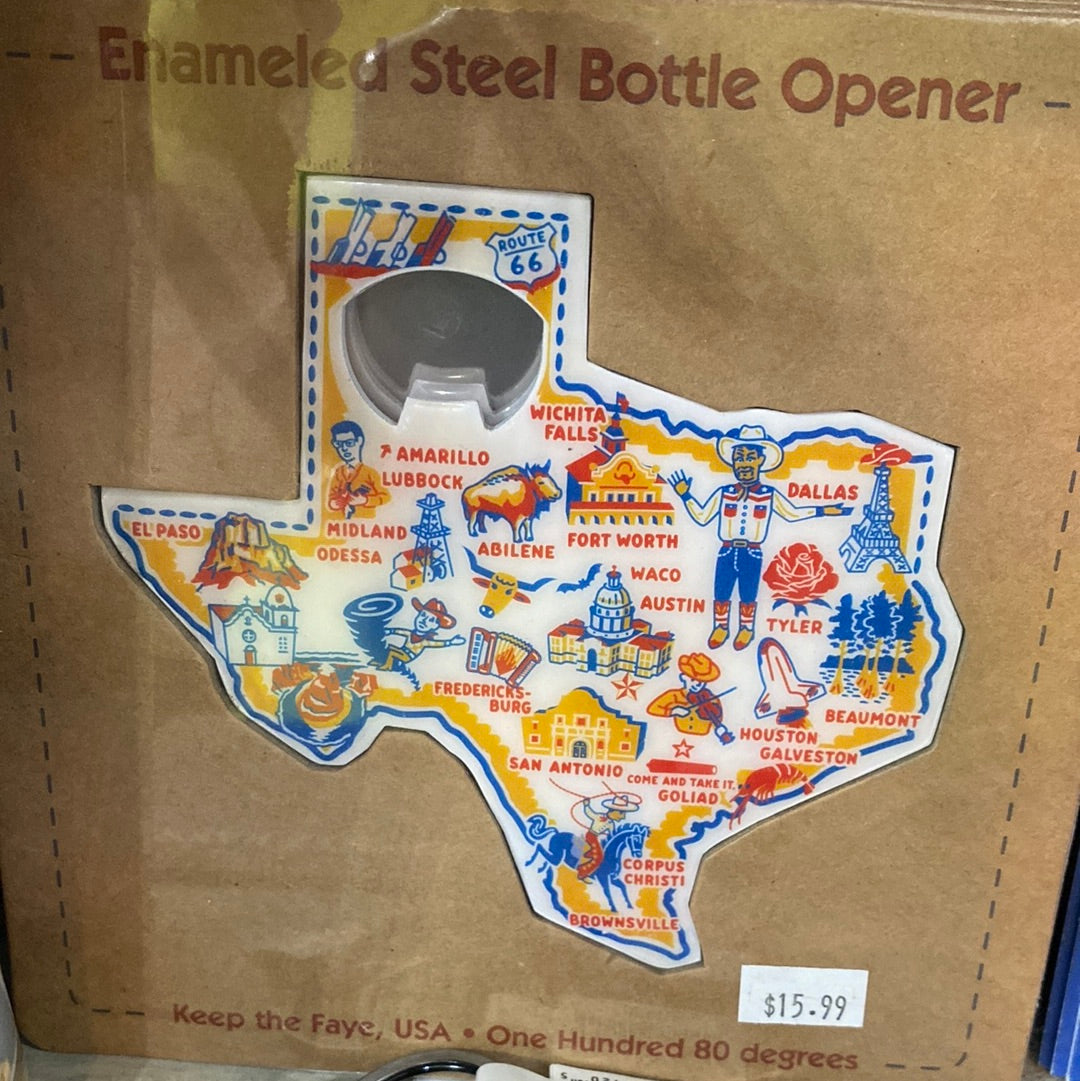 Enameled Steel Bottle Opener
ROUTE
66
WICHITA
FALLS
↗ AMARILLO
LUBBOCK
DALLAS
EL PASO
MIDLAND
ODESSA
ABILENE
FORT WORTH
WACO
AUSTIN
TYLER
FREDERICKS-
BURG
BEAUMONT
HOUSTON
GALVESTON
SAN ANTONIO
COME AND TAKE IT.
GOLIAD
CORPUS
CHRISTI
BROWNSVILLE
$15.99
Keep the Faye, USA • One Hundred 80 degrees